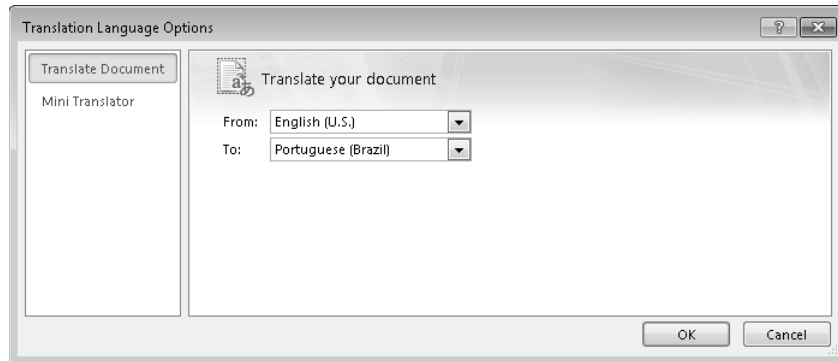 Translation Language Options
Translate Document
Mini Translator
Translate your document
From: English (U.S.)
To: Portuguese (Brazil)
OK Cancel